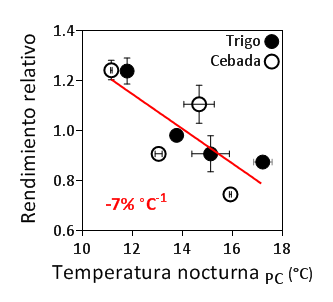 Rendimiento relativo
1.4
1.2
1.0
0.8
0.6
Trigo
Cebada
-7% °C-1
10 12 14 16 18
Temperatura nocturna PC (°C)